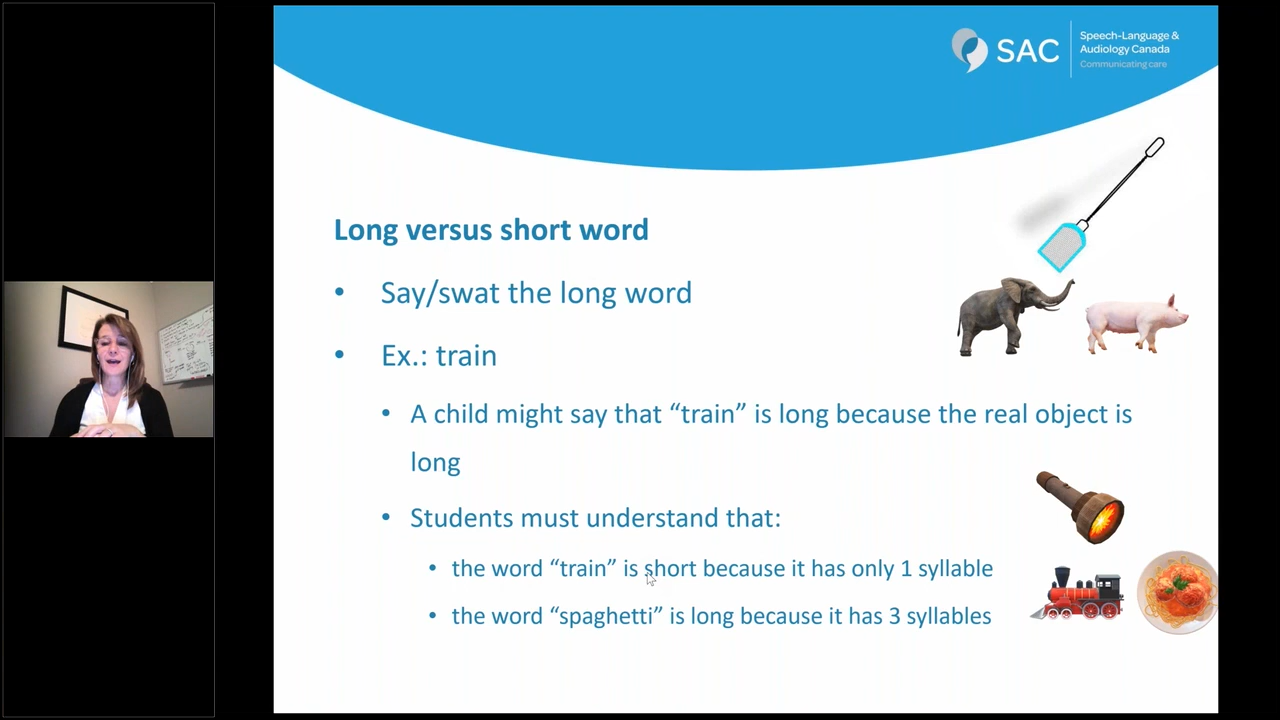 SAC
Speech-Language &
Audiology Canada
Communicating care
Long versus short word
• Say/swat the long word
• Ex.: train
• A child might say that “train” is long because the real object is
long
• Students must understand that:
• the word “train” is short because it has only 1 syllable
• the word “spaghetti” is long because it has 3 syllables